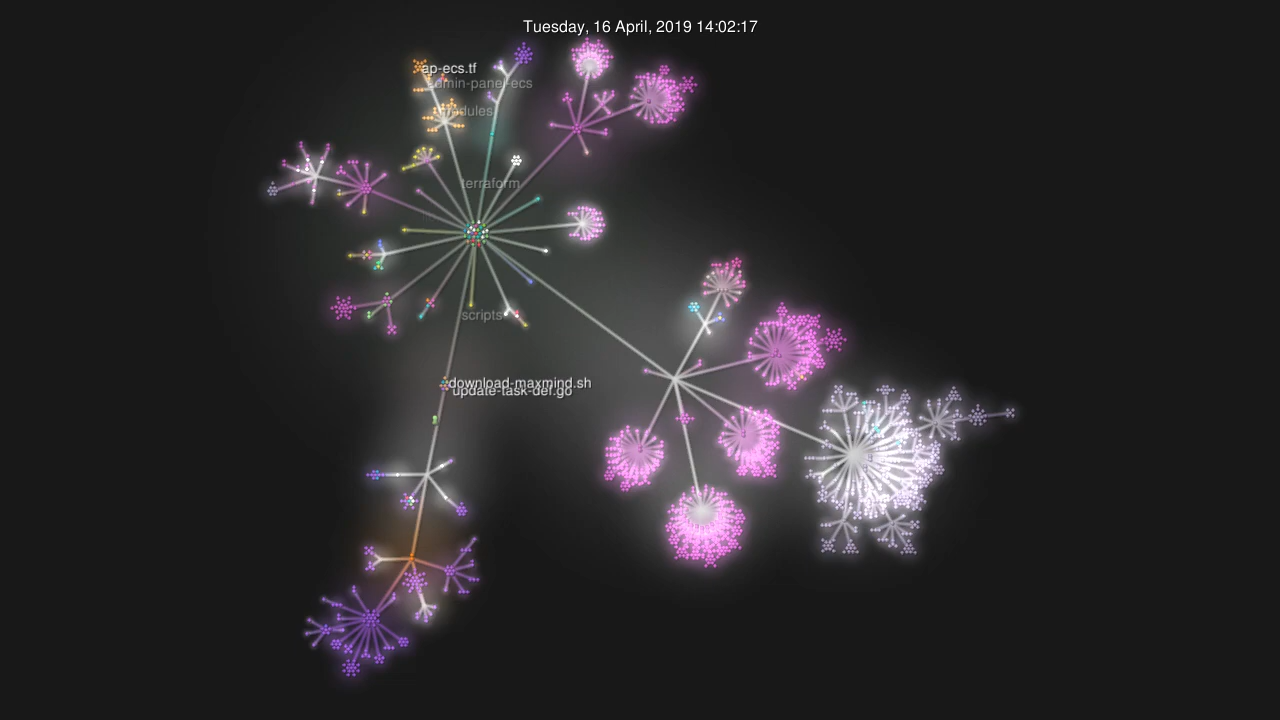 Tuesday, 16 April, 2019 14:02:17
ap-ecs.tf
admin-panel-ecs
modules
terraform
scripts
download-maxmind.sh
update-task-def.go